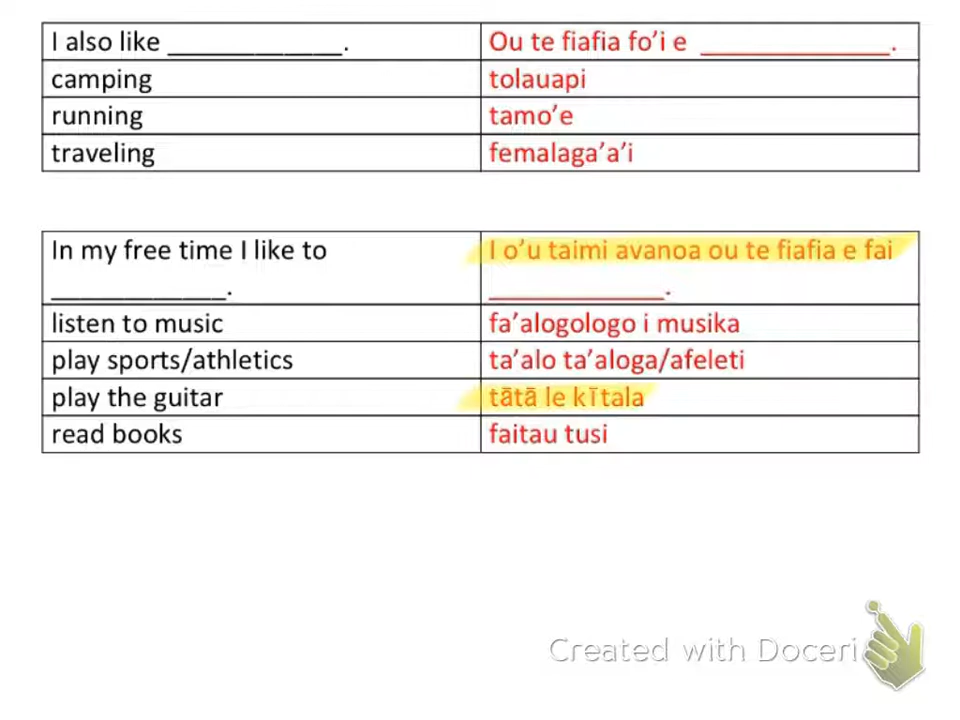 I also like _____________. Ou te fiafia fo’i e ______________.
camping tolauapi
running tamo’e
traveling femalaga’a’i
In my free time I like to I o’u taimi avanoa ou te fiafia e fai
_____________. _____________.
listen to music fa’alogologo i musika
play sports/athletics ta’alo ta’aloga/afeleti
play the guitar tātā le kītala
read books faitau tusi
Created with Doceri